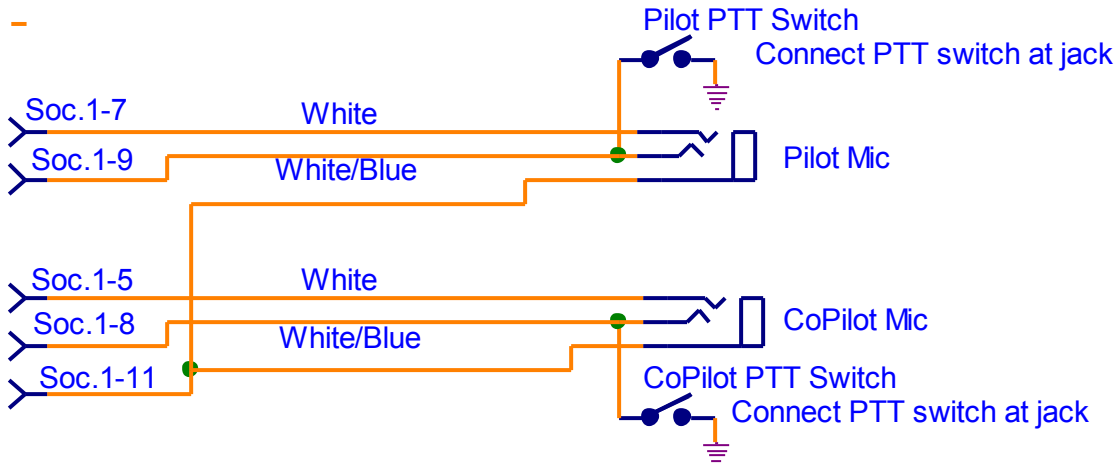 Pilot PTT Switch
Connect PTT switch at jack
Soc.1-7
White
Soc.1-9
White/Blue
Pilot Mic
Soc.1-5
White
Soc.1-8
White/Blue
CoPilot Mic
Soc.1-11
CoPilot PTT Switch
Connect PTT switch at jack